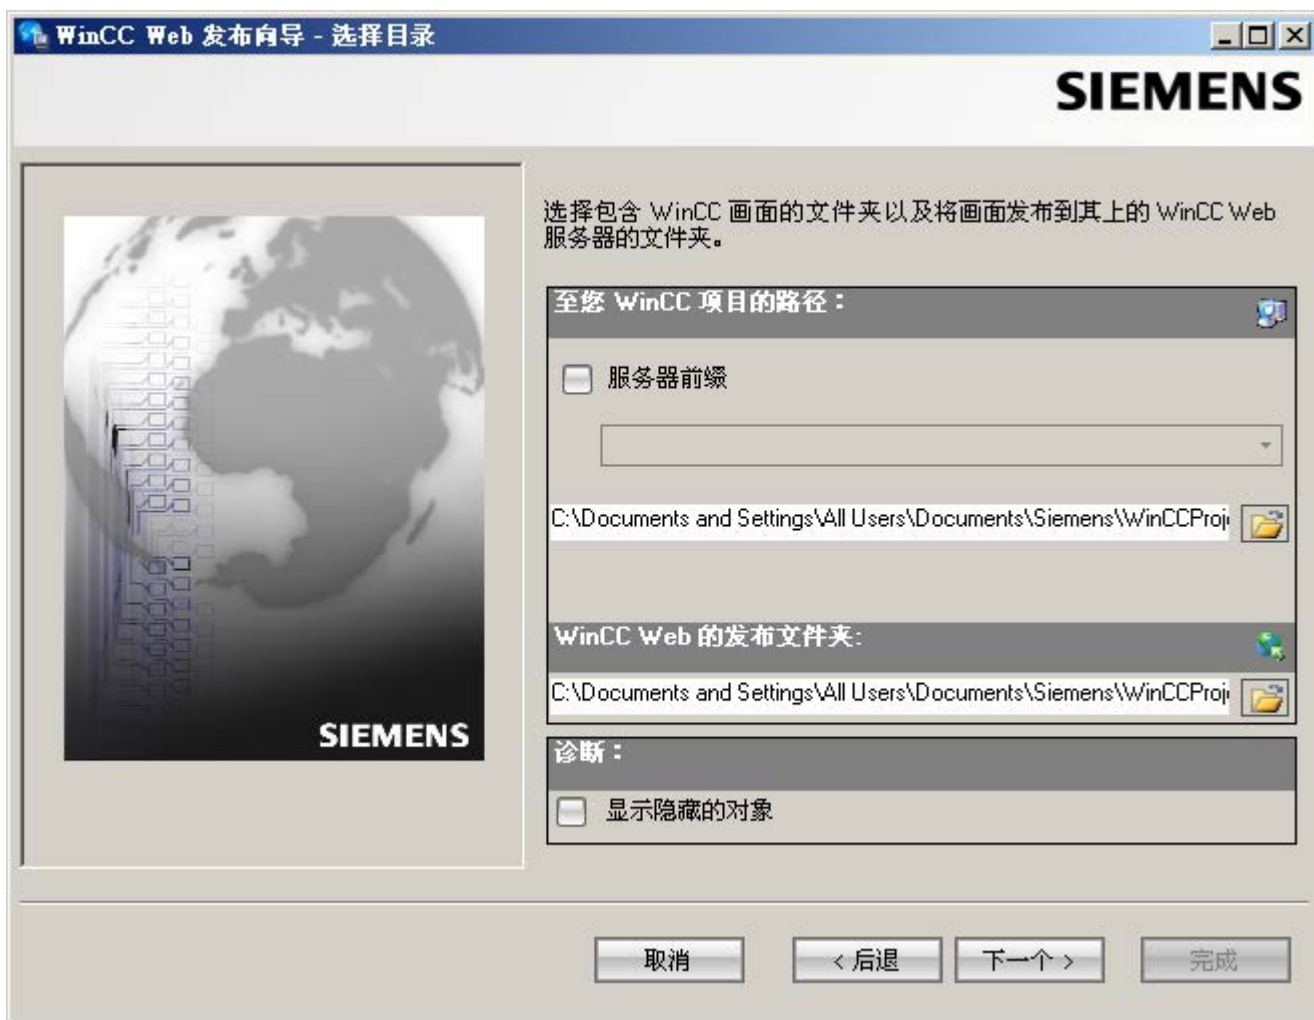 WinCC Web 发布向导 - 选择目录
SIEMENS
选择包含 WinCC 画面的文件夹以及将画面发布到其上的 WinCC Web
服务器的文件夹。
至您 WinCC 项目的路径：
服务器前缀
C:\Documents and Settings\All Users\Documents\Siemens\WinCCProj
WinCC Web 的发布文件夹:
C:\Documents and Settings\All Users\Documents\Siemens\WinCCProj
SIEMENS
诊断：
显示隐藏的对象
取消
< 后退
下一个 >
完成